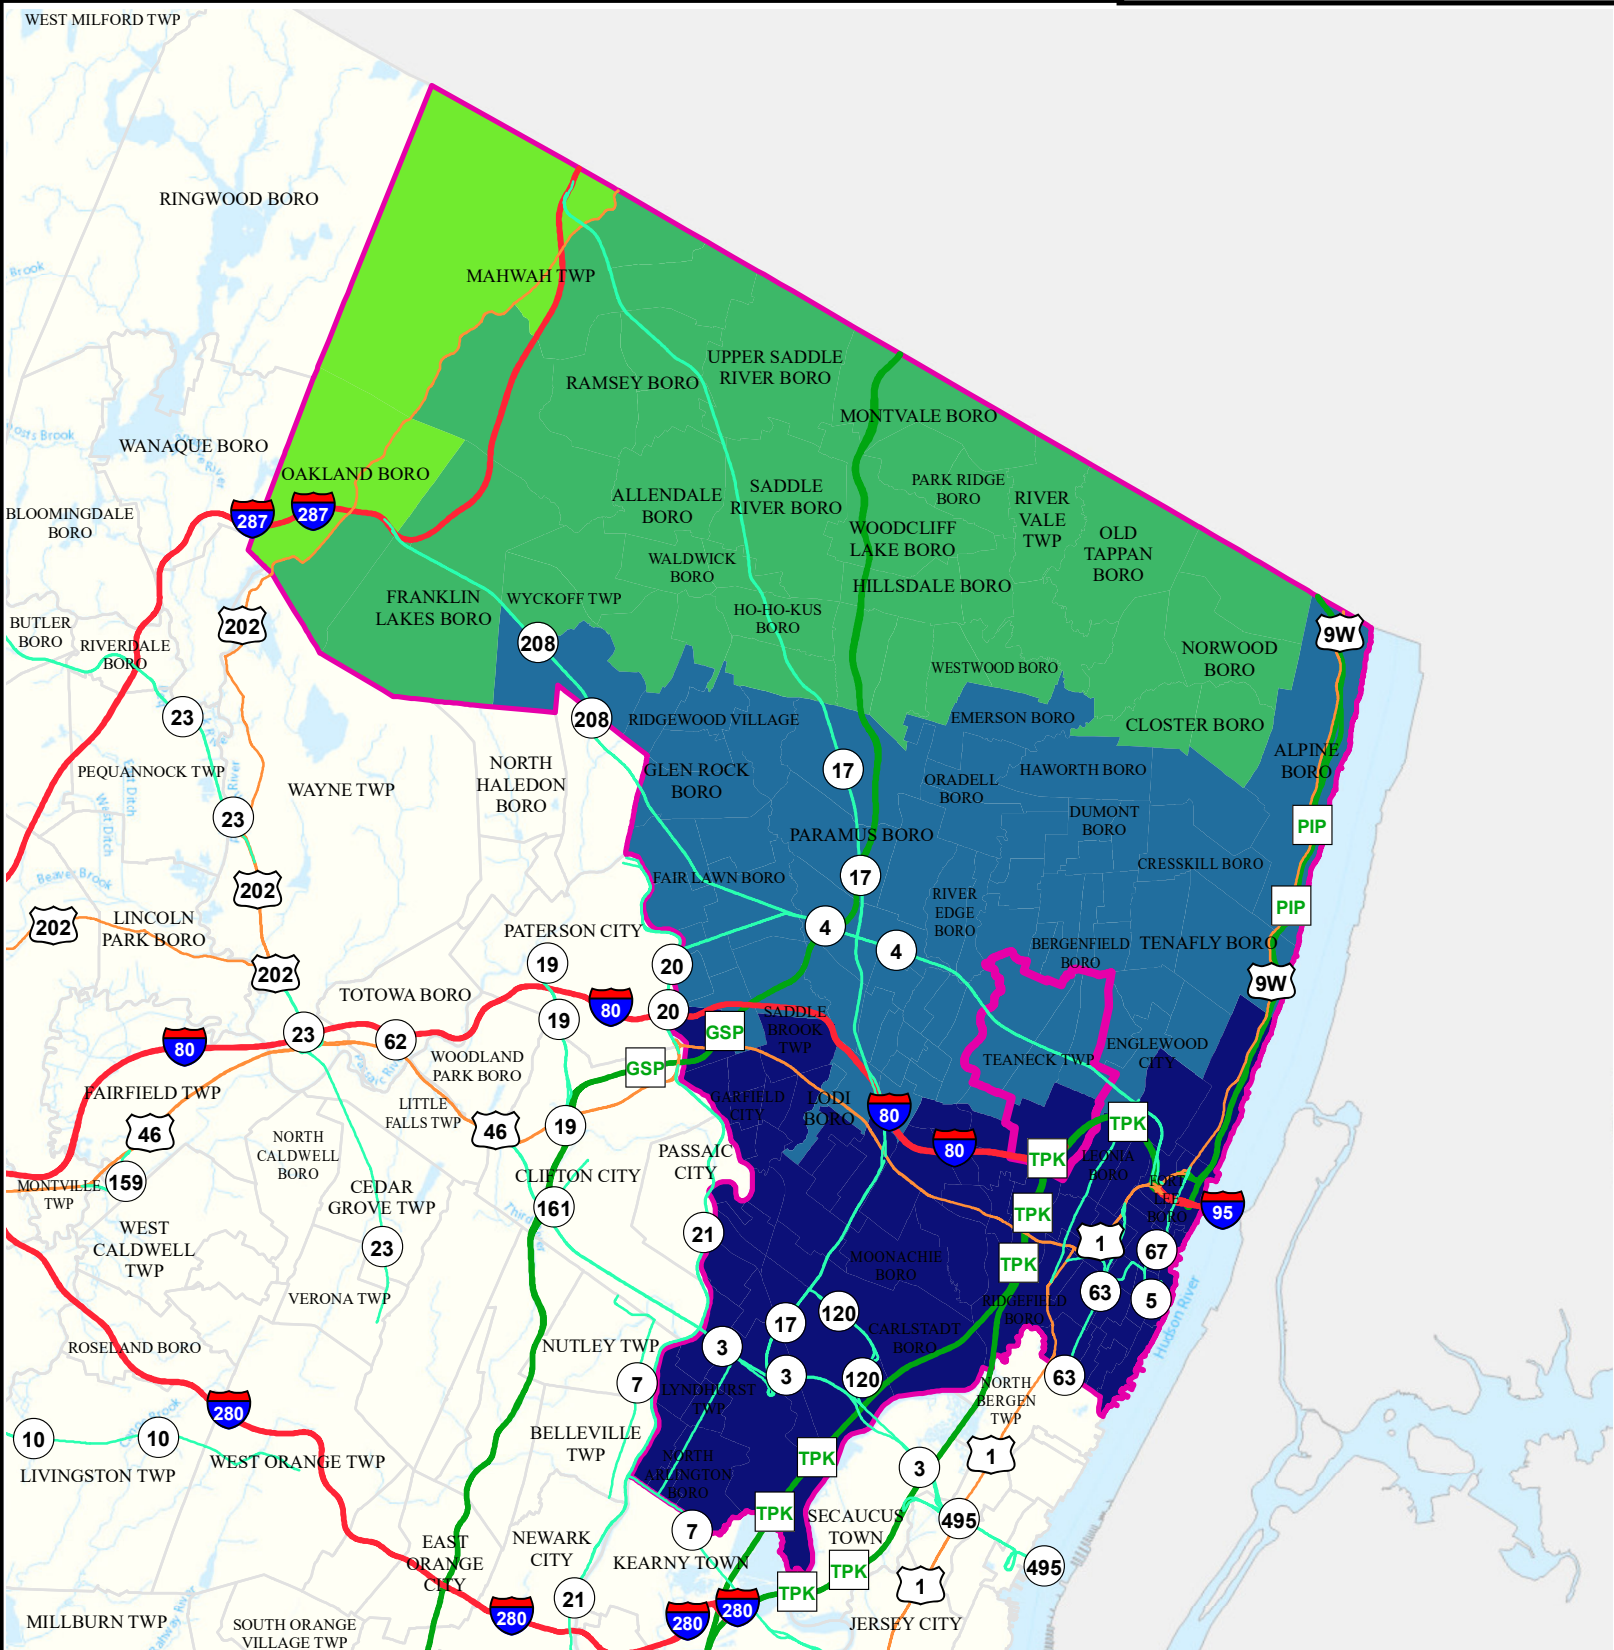 WEST MILFORD TWP
RINGWOOD BORO
Brook
MAHWAH TWP
UPPER SADDLE
RIVER BORO
RAMSEY BORO
MONTVALE BORO
WANAQUE BORO
OAKLAND BORO
PARK RIDGE
BORO
ALLENDALE
BORO
SADDLE
RIVER BORO
RIVER
VALE
TWP
BLOOMINGDALE
BORO
287
287
WOODCLIFF
LAKE BORO
OLD
TAPPAN
BORO
WALDWICK
BORO
HILLSDALE BORO
FRANKLIN
LAKES BORO
WYCKOFF TWP
HO-HO-KUS
BORO
BUTLER
BORO
RIVERDALE
BORO
202
208
9W
NORWOOD
BORO
WESTWOOD BORO
23
208
RIDGEWOOD VILLAGE
EMERSON BORO
CLOSTER BORO
ALPINE
BORO
PEQUANNOCK TWP
River
West Ditch
WAYNE TWP
NORTH
HALEDON
BORO
GLEN ROCK
BORO
17
ORADELL
BORO
HAWORTH BORO
23
DUMONT
BORO
PIP
PARAMUS BORO
CRESSKILL BORO
Beaver Brook
202
FAIR LAWN BORO
17
RIVER
EDGE
BORO
PIP
202
LINCOLN
PARK BORO
PATERSON CITY
4
4
BERGENFIELD
BORO
TENAFLY BORO
202
19
20
9W
TOTOWA BORO
80
20
23
62
19
GSP
SADDLE
BROOK
TWP
80
WOODLAND
PARK BORO
GSP
TEANECK TWP
ENGLEWOOD
CITY
FAIRFIELD TWP
LITTLE
FALLS TWP
GARFIELD
CITY
LODI
BORO
80
46
46
19
TPK
NORTH
CALDWELL
BORO
PASSAIC
CITY
80
TPK
LEONIA
BORO
MONTVILLE
TWP
159
CLIFTON CITY
CEDAR
GROVE TWP
161
FORT
LEE
BORO
95
TPK
WEST
CALDWELL
TWP
23
21
1
67
MOONACHIE
BORO
TPK
63
5
VERONA TWP
RIDGEFIELD
BORO
Hudson River
120
17
CARLSTADT
BORO
ROSELAND BORO
NUTLEY TWP
3
3
120
63
7
LYNDHURST
TWP
NORTH
BERGEN
TWP
280
10
10
BELLEVILLE
TWP
1
LIVINGSTON TWP
WEST ORANGE TWP
NORTH
ARLINGTON
BORO
TPK
3
TPK
SECAUCUS
TOWN
495
7
EAST
ORANGE
CITY
NEWARK
CITY
KEARNY TOWN
TPK
495
TPK
1
21
280
280
280
MILLBURN TWP
SOUTH ORANGE
VILLAGE TWP
JERSEY CITY